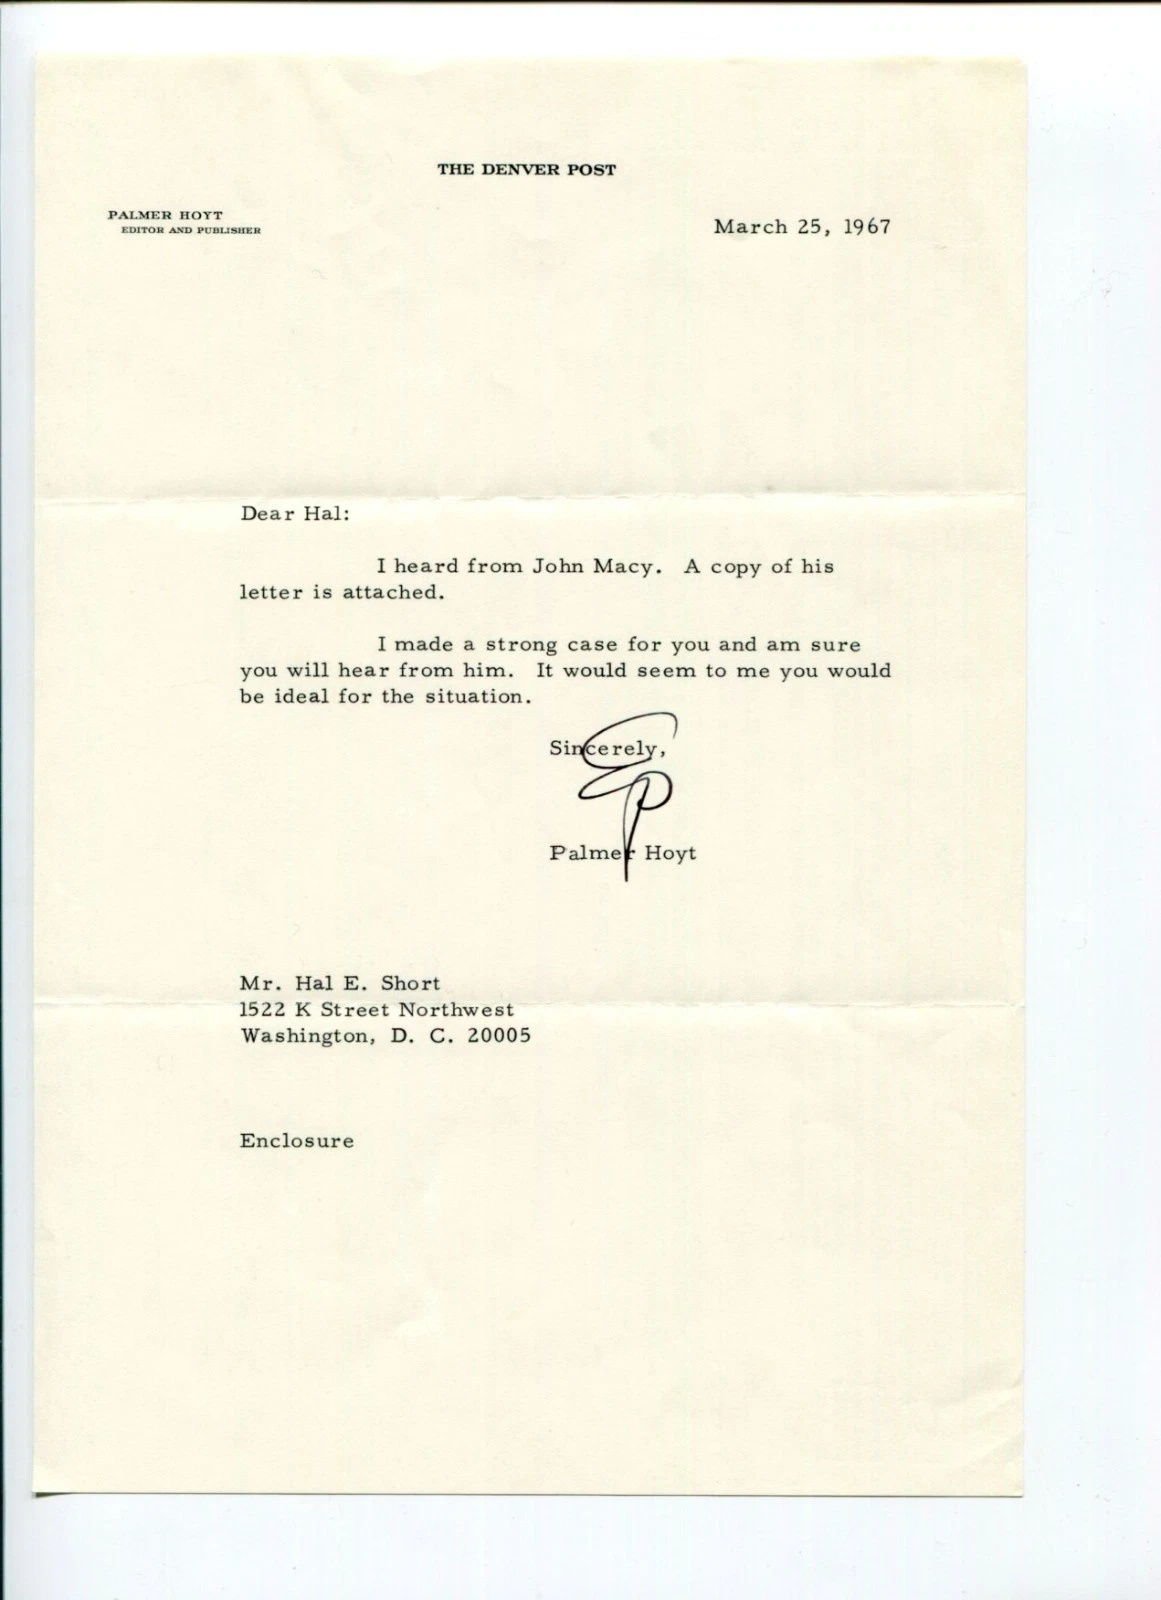 THE DENVER POST
PALMER HOYT
EDITOR AND PUBLISHER
March 25, 1967
Dear Hal:
I heard from John Macy. A copy of his
letter is attached.
I made a strong case for you and am sure
you will hear from him. It would seem to me you would
be ideal for the situation.
Sincerely,
EP
Palmer Hoyt
Mr. Hal E. Short
1522 K Street Northwest
Washington, D. C. 20005
Enclosure